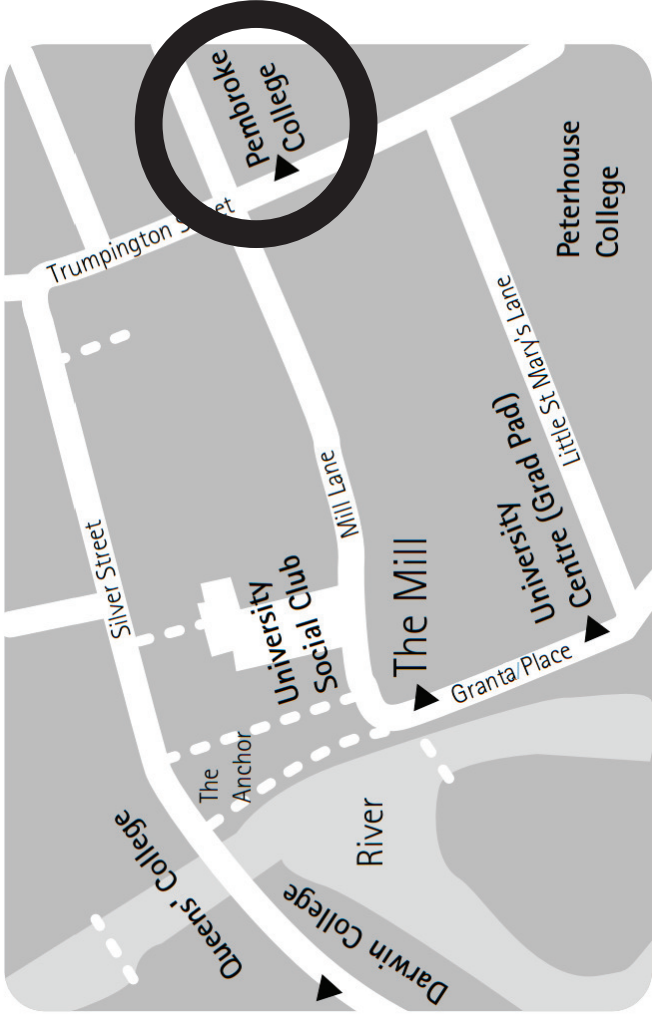 Pembroke
College
Trumpington Street
Peterhouse
College
Little St Mary's Lane
Mill Lane
Silver Street
University
Social Club
The Mill
University
Centre (Grad Pad)
Granta Place
The
Anchor
River
Queens' College
Darwin College